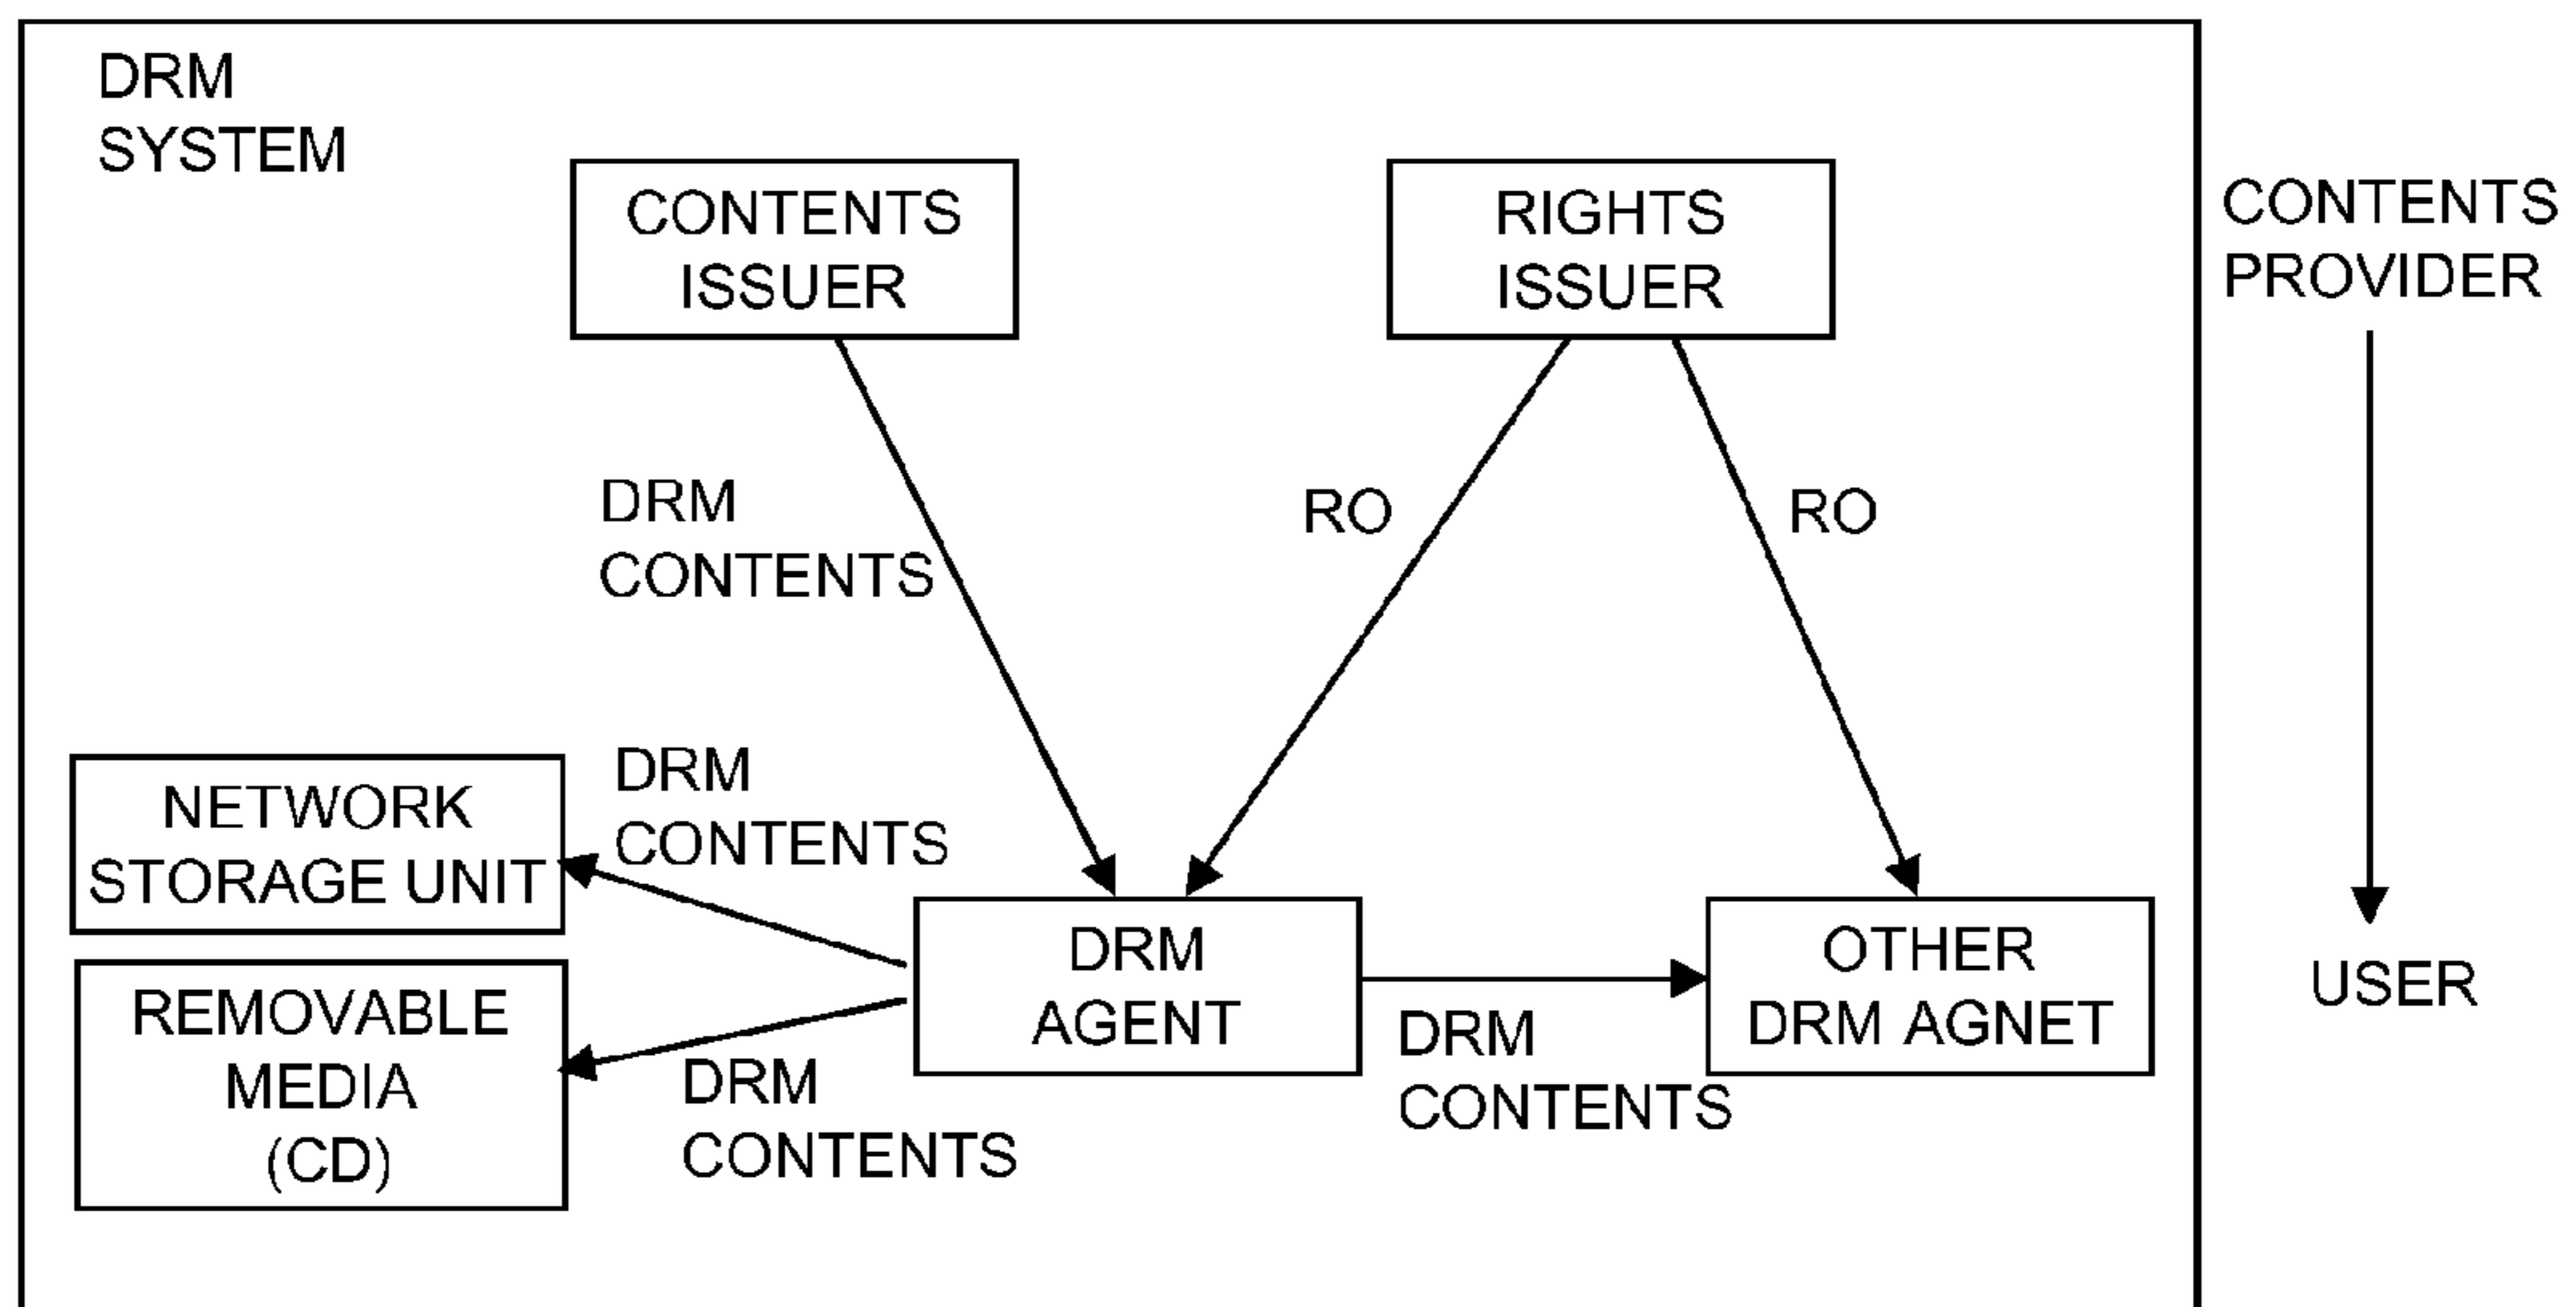 DRM
SYSTEM
CONTENTS
ISSUER
RIGHTS
ISSUER
CONTENTS
PROVIDER
DRM
CONTENTS
RO
RO
NETWORK
STORAGE UNIT
DRM
CONTENTS
REMOVABLE
MEDIA
(CD)
DRM
CONTENTS
DRM
AGENT
DRM
CONTENTS
OTHER
DRM AGNET
USER